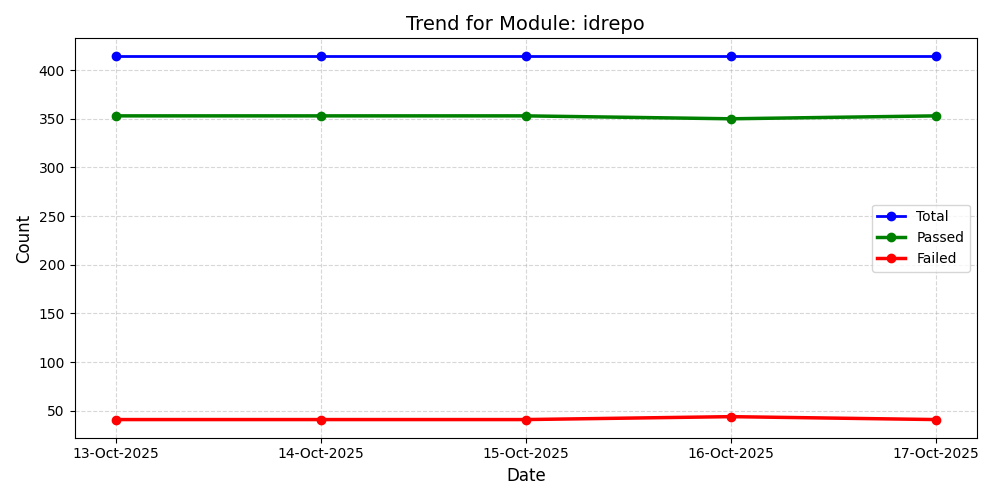 Trend for Module: idrepo
Count
400
350
300
250
200
150
100
50
Total
Passed
Failed
13-Oct-2025 14-Oct-2025 15-Oct-2025 16-Oct-2025 17-Oct-2025
Date